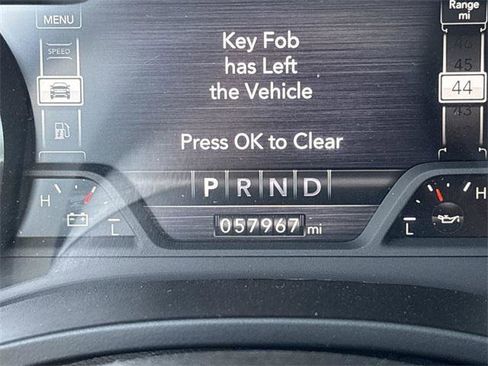 MENU
SPEED
Key Fob
has Left
the Vehicle
Press OK to Clear
Range
mi
45
44
43
P R N D
057967 mi
H
L
H
L